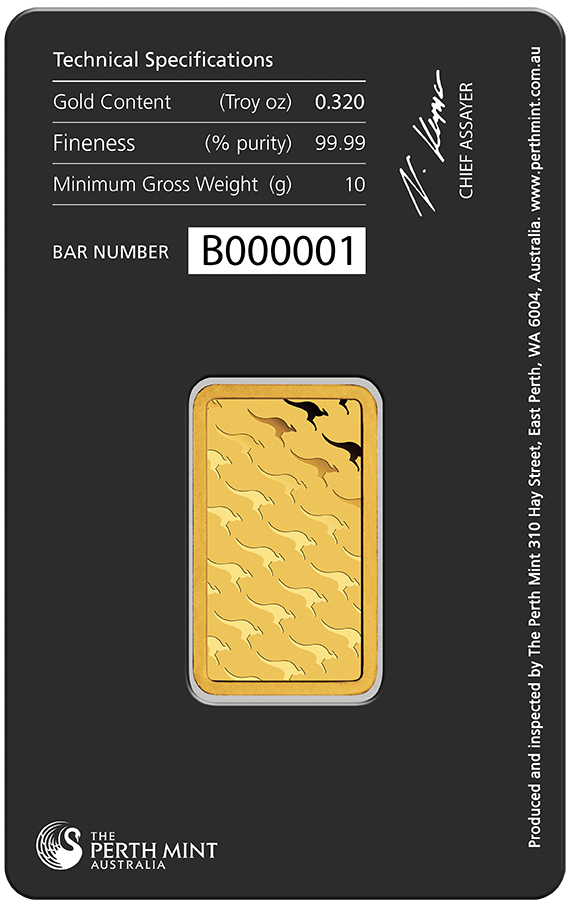 Technical Specifications
Gold Content (Troy oz) 0.320
Fineness (% purity) 99.99
Minimum Gross Weight (g) 10
BAR NUMBER B000001
CHIEF ASSAYER
Produced and inspected by The Perth Mint 310 Hay Street, East Perth, WA 6004, Australia. www.perthmint.com.au
THE
PERTH MINT
AUSTRALIA